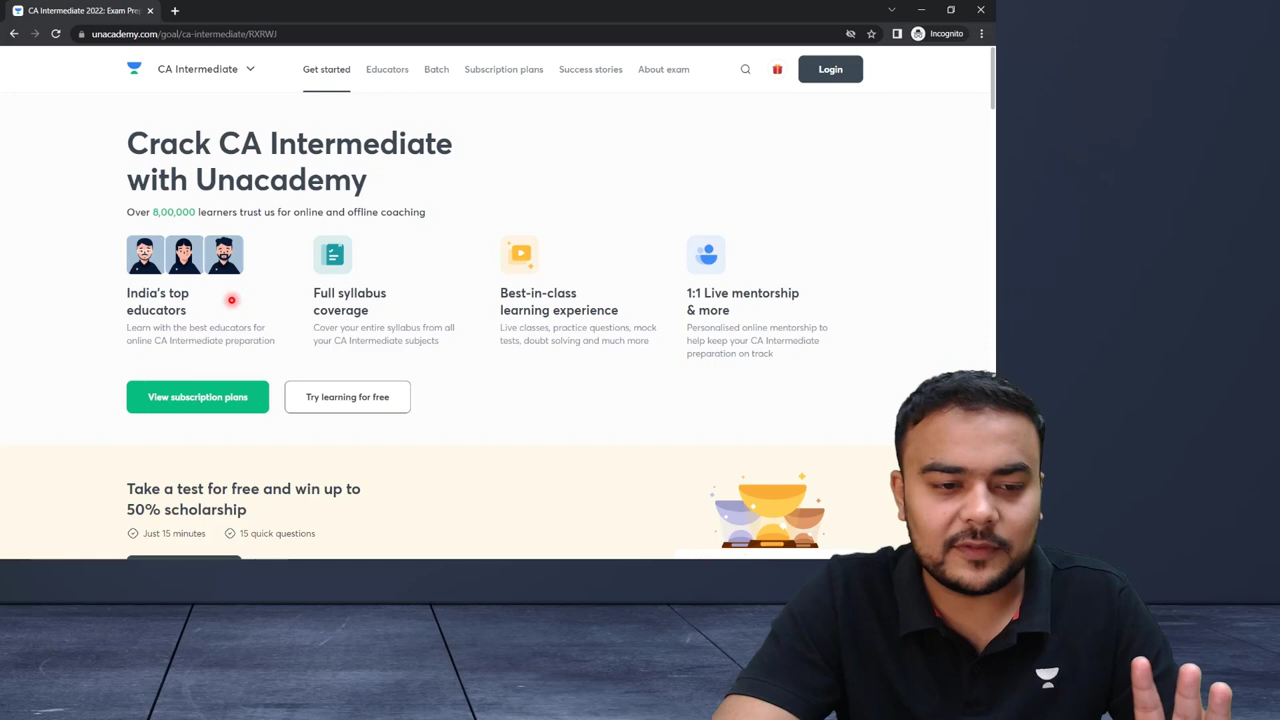 CA Intermediate 2022: Exam Prep
unacademy.com/goal/ca-intermediate/RXRWJ
Incognito
CA Intermediate
Get started
Educators
Batch
Subscription plans
Success stories
About exam
Login
Crack CA Intermediate
with Unacademy
Over 8,00,000 learners trust us for online and offline coaching
India's top
educators
Learn with the best educators for
online CA Intermediate preparation
Full syllabus
coverage
Cover your entire syllabus from all
your CA Intermediate subjects
Best-in-class
learning experience
Live classes, practice questions, mock
tests, doubt solving and much more
1:1 Live mentorship
& more
Personalised online mentorship to
help keep your CA Intermediate
preparation on track
View subscription plans
Try learning for free
Take a test for free and win up to
50% scholarship
Just 15 minutes
15 quick questions